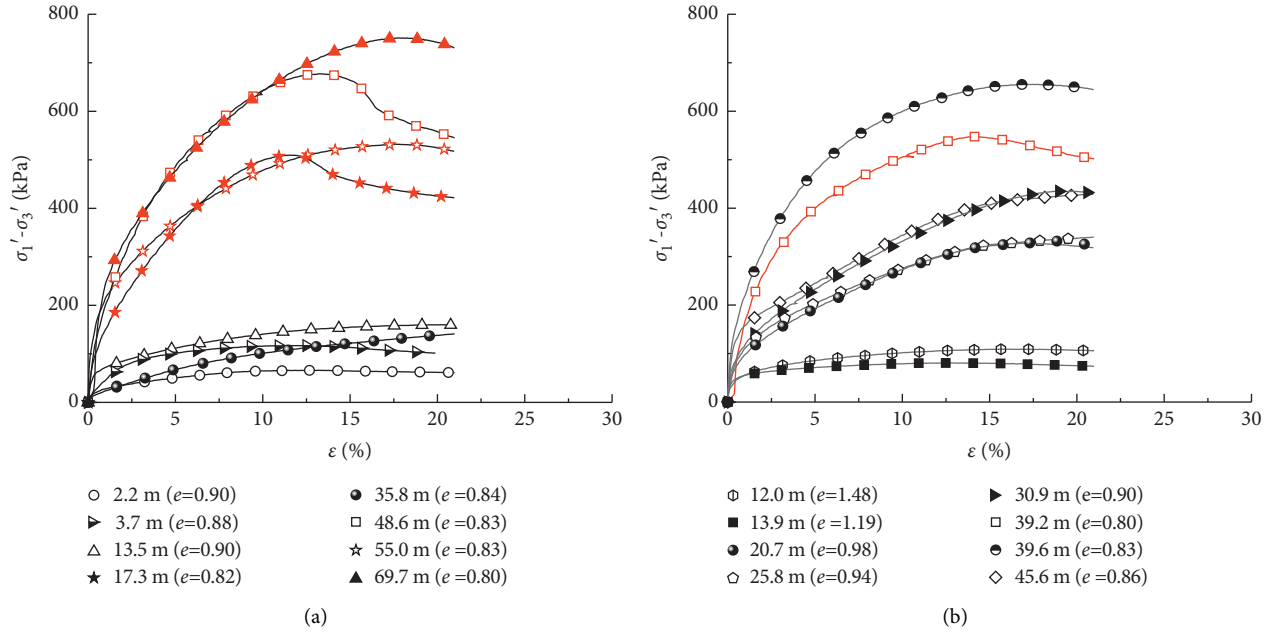 800
600
400
200
0
σ₁′-σ₃′ (kPa)
0 5 10 15 20 25 30
ε (%)
2.2 m (e=0.90)
3.7 m (e=0.88)
13.5 m (e=0.90)
17.3 m (e=0.82)
35.8 m (e =0.84)
48.6 m (e =0.83)
55.0 m (e =0.83)
69.7 m (e =0.80)
(a)
800
600
400
200
0
σ₁′-σ₃′ (kPa)
0 5 10 15 20 25 30
ε (%)
12.0 m (e=1.48)
13.9 m (e =1.19)
20.7 m (e=0.98)
25.8 m (e=0.94)
30.9 m (e=0.90)
39.2 m (e=0.80)
39.6 m (e=0.83)
45.6 m (e =0.86)
(b)